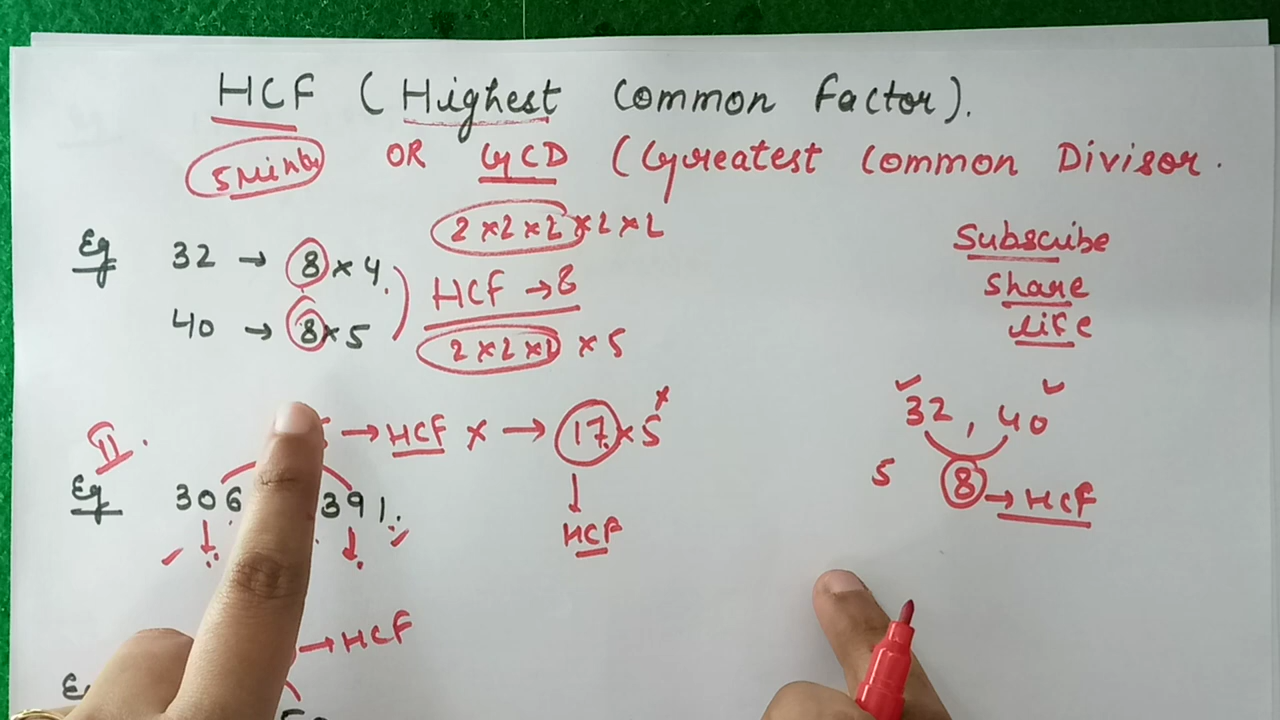 HCF (Highest Common factor).
5 Mints OR GCD (Greatest Common Divisor.
2×2×2×2×2
Eg 32 → 8×4
HCF → 8
40 → 8×5
2×2×2 × 5
Subscribe
Share
like
II. → HCF × → 17×5
HCF
Eg 306 391.
32, 40
5 8 → HCF
→ HCF